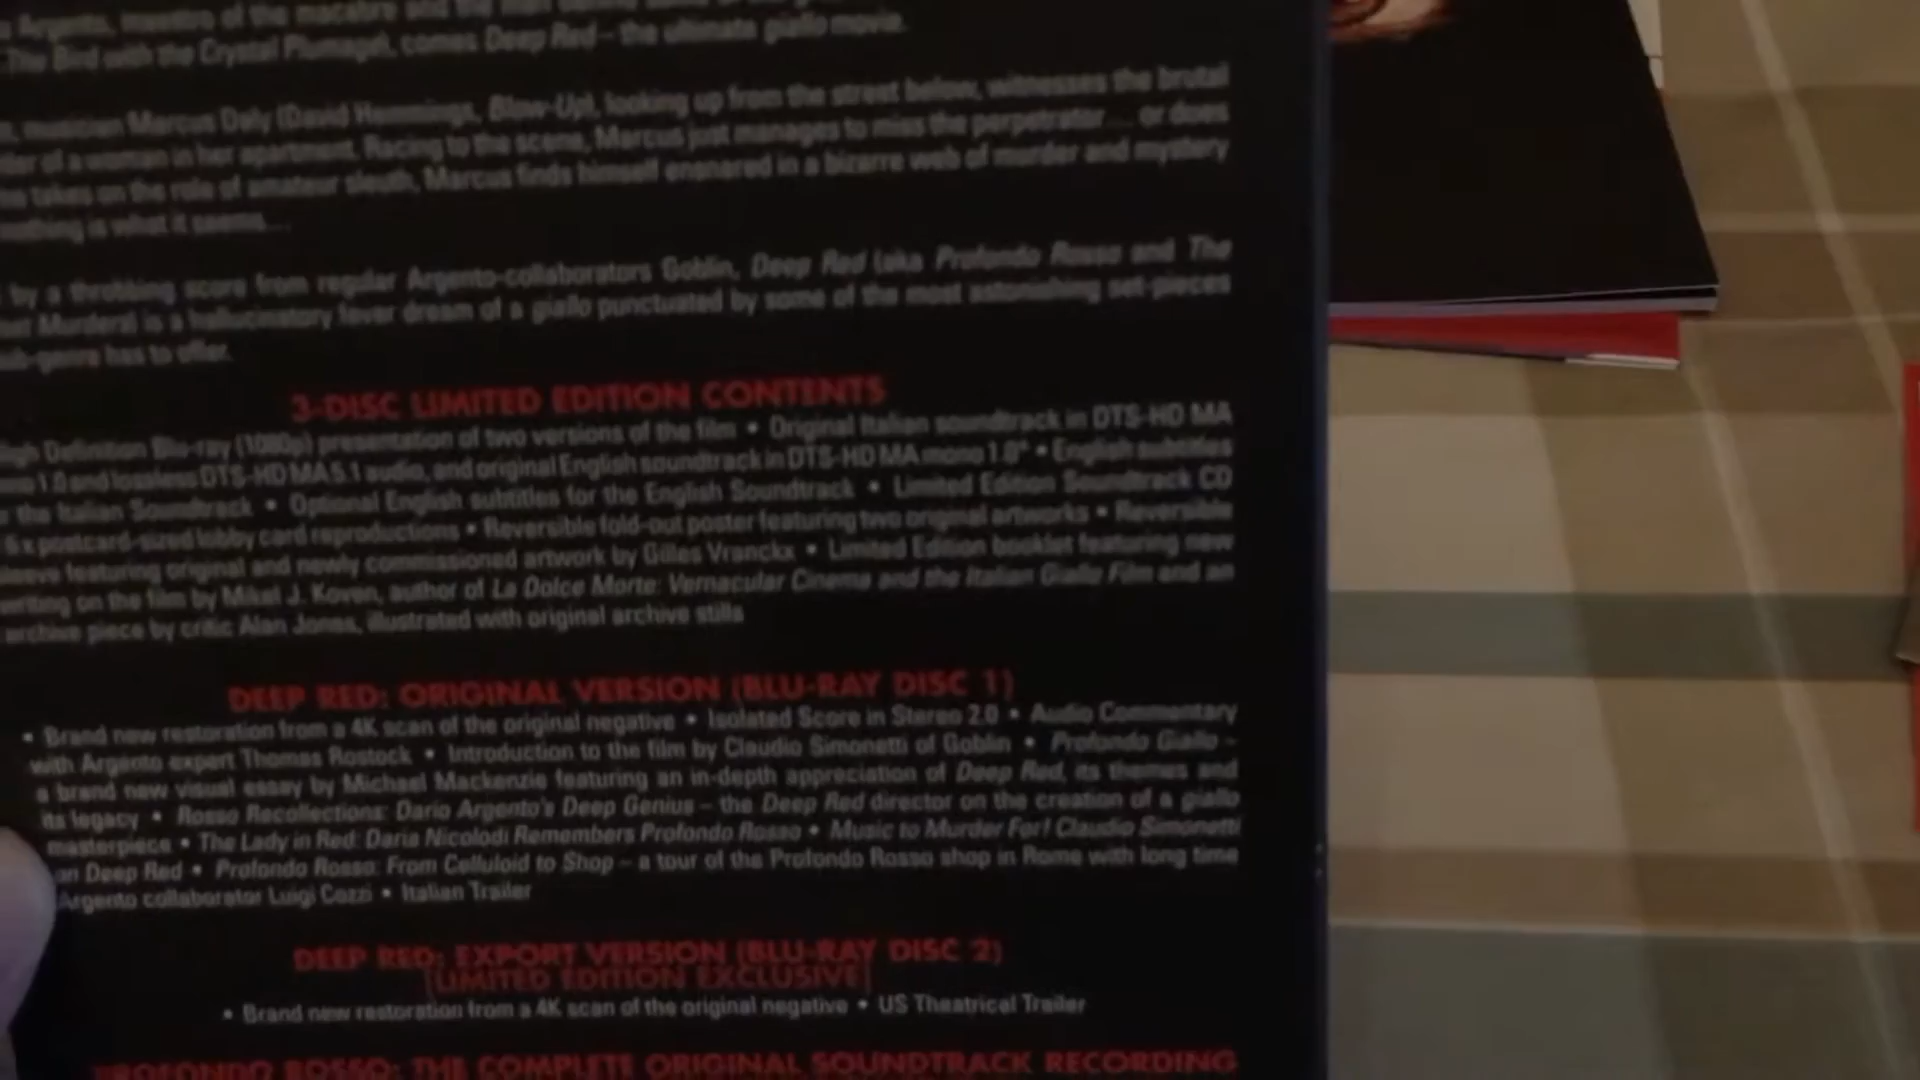 Argento, maestro of the macabre and the man
The Bird with the Crystal Plumage), comes Deep Red – the ultimate giallo movie.
musician Marcus Daly (David Hemmings, Blow-Up), looking up from the street below, witnesses the brutal
of a woman in her apartment. Racing to the scene, Marcus just manages to miss the perpetrator... or does
takes on the role of amateur sleuth, Marcus finds himself ensnared in a bizarre web of murder and mystery
is what it seems...
by a throbbing score from regular Argento-collaborators Goblin, Deep Red (aka Profondo Rosso and The
Murders) is a hallucinatory fever dream of a giallo punctuated by some of the most astonishing set-pieces
has to offer.
3-DISC LIMITED EDITION CONTENTS
Definition Blu-ray (1080p) presentation of two versions of the film • Original Italian soundtrack in DTS-HD MA
1.0 and lossless DTS-HD MA 5.1 audio, and original English soundtrack in DTS-HD MA mono 1.0* • English subtitles
the Italian Soundtrack • Optional English subtitles for the English Soundtrack • Limited Edition Soundtrack CD
6 x postcard-sized lobby card reproductions • Reversible fold-out poster featuring two original artworks • Reversible
featuring original and newly commissioned artwork by Gilles Vranckx • Limited Edition booklet featuring new
writing on the film by Mikel J. Koven, author of La Dolce Morte: Vernacular Cinema and the Italian Giallo Film and an
archive piece by critic Alan Jones, illustrated with original archive stills
DEEP RED: ORIGINAL VERSION (BLU-RAY DISC 1)
• Brand new restoration from a 4K scan of the original negative • Isolated Score in Stereo 2.0 • Audio Commentary
with Argento expert Thomas Rostock • Introduction to the film by Claudio Simonetti of Goblin • Profondo Giallo –
a brand new visual essay by Michael Mackenzie featuring an in-depth appreciation of Deep Red, its themes and
its legacy • Rosso Recollections: Dario Argento's Deep Genius – the Deep Red director on the creation of a giallo
masterpiece • The Lady in Red: Daria Nicolodi Remembers Profondo Rosso • Music to Murder For! Claudio Simonetti
on Deep Red • Profondo Rosso: From Celluloid to Shop – a tour of the Profondo Rosso shop in Rome with long time
Argento collaborator Luigi Cozzi • Italian Trailer
DEEP RED: EXPORT VERSION (BLU-RAY DISC 2)
[LIMITED EDITION EXCLUSIVE]
• Brand new restoration from a 4K scan of the original negative • US Theatrical Trailer
PROFONDO ROSSO: THE COMPLETE ORIGINAL SOUNDTRACK RECORDING